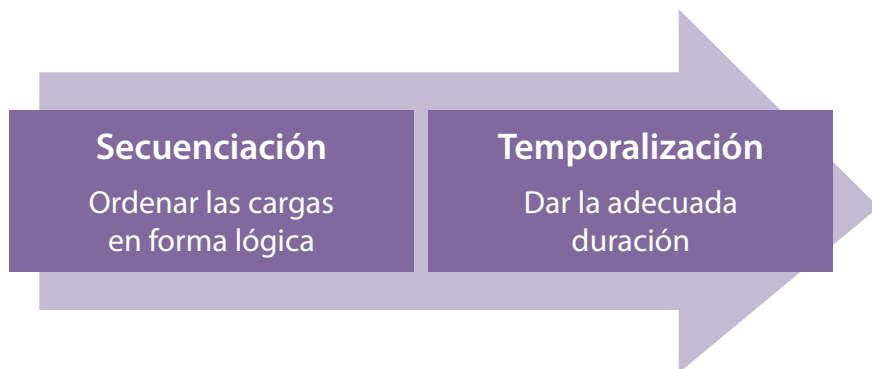 Secuenciación
Ordenar las cargas
en forma lógica
Temporalización
Dar la adecuada
duración